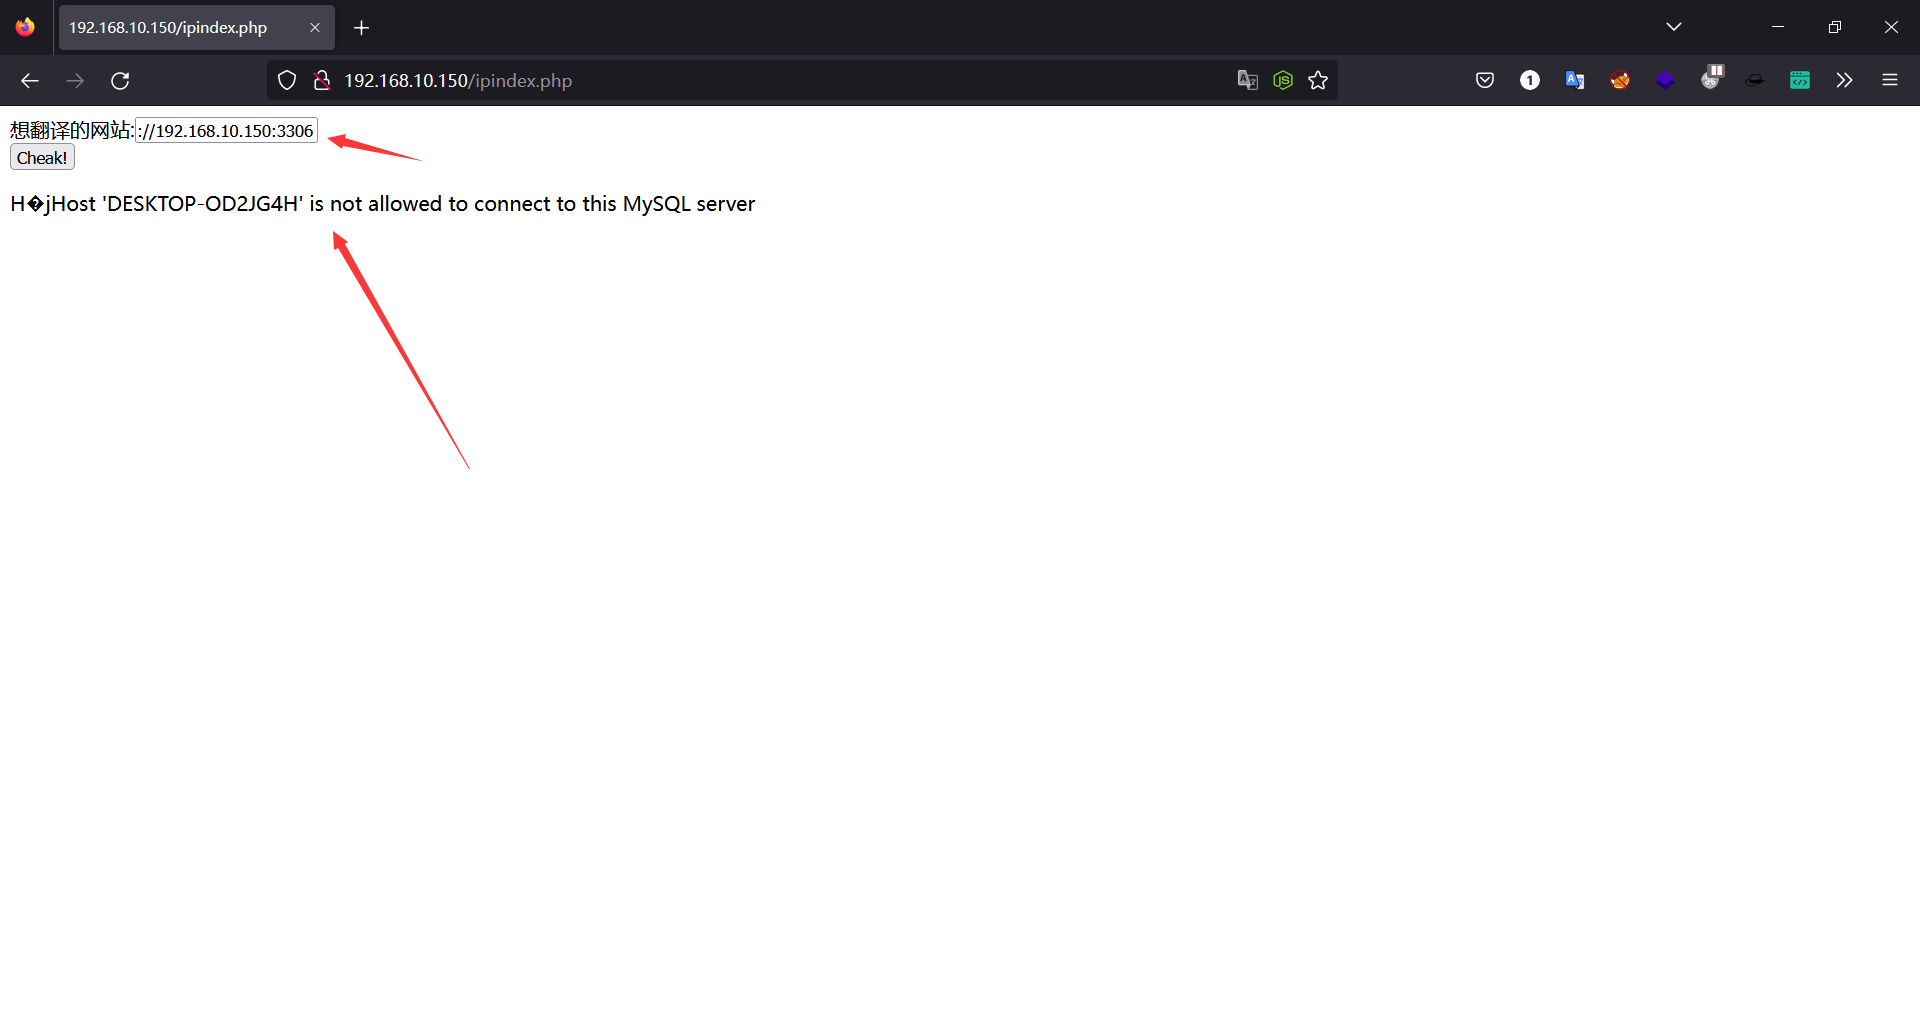 192.168.10.150/ipindex.php
192.168.10.150/ipindex.php
想翻译的网站:://192.168.10.150:3306
Cheak!
H�jHost 'DESKTOP-OD2JG4H' is not allowed to connect to this MySQL server